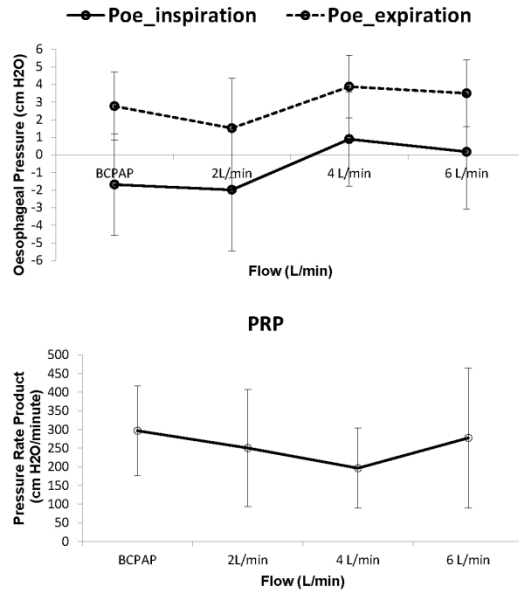 Poe_inspiration Poe_expiration
Oesophageal Pressure (cm H2O)
6
5
4
3
2
1
0
-1
-2
-3
-4
-5
-6
BCPAP 2L/min 4 L/min 6 L/min
Flow (L/min)
PRP
Pressure Rate Product
(cm H2O/minute)
500
450
400
350
300
250
200
150
100
50
0
BCPAP 2L/min 4 L/min 6 L/min
Flow (L/min)